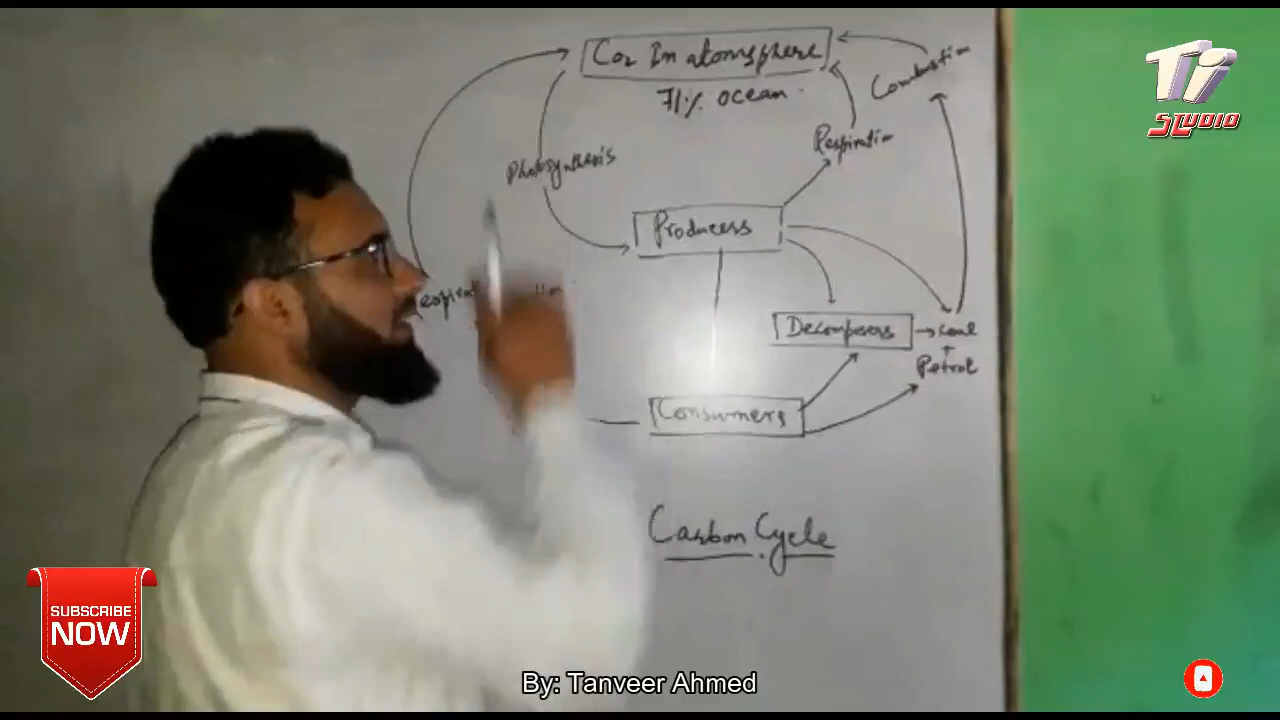 Co2 In atomsphere
71% ocean
Combustion
Respiration
Photosynthesis
Producess
Decomposers
Coal
Petrol
Consumers
Carbon Cycle
Ti
STUDIO
SUBSCRIBE
NOW
By: Tanveer Ahmed